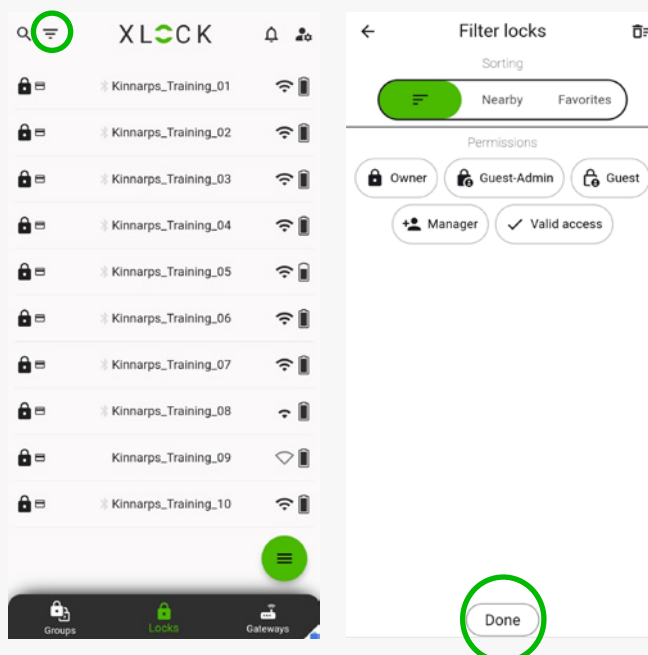 XLOCK
Kinnarps_Training_01
Kinnarps_Training_02
Kinnarps_Training_03
Kinnarps_Training_04
Kinnarps_Training_05
Kinnarps_Training_06
Kinnarps_Training_07
Kinnarps_Training_08
Kinnarps_Training_09
Kinnarps_Training_10
Groups
Locks
Gateways
Filter locks
Sorting
Nearby
Favorites
Permissions
Owner
Guest-Admin
Guest
Manager
Valid access
Done